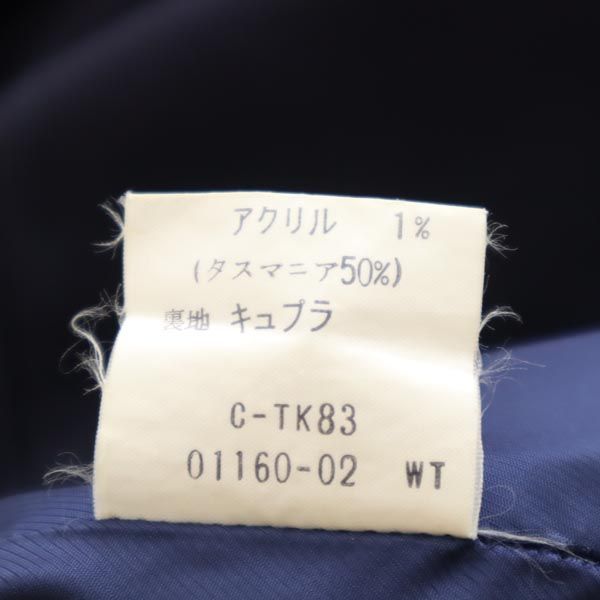 アクリル 1%
(タスマニア50%)
裏地 キュプラ
C-TK83
01160-02 WT